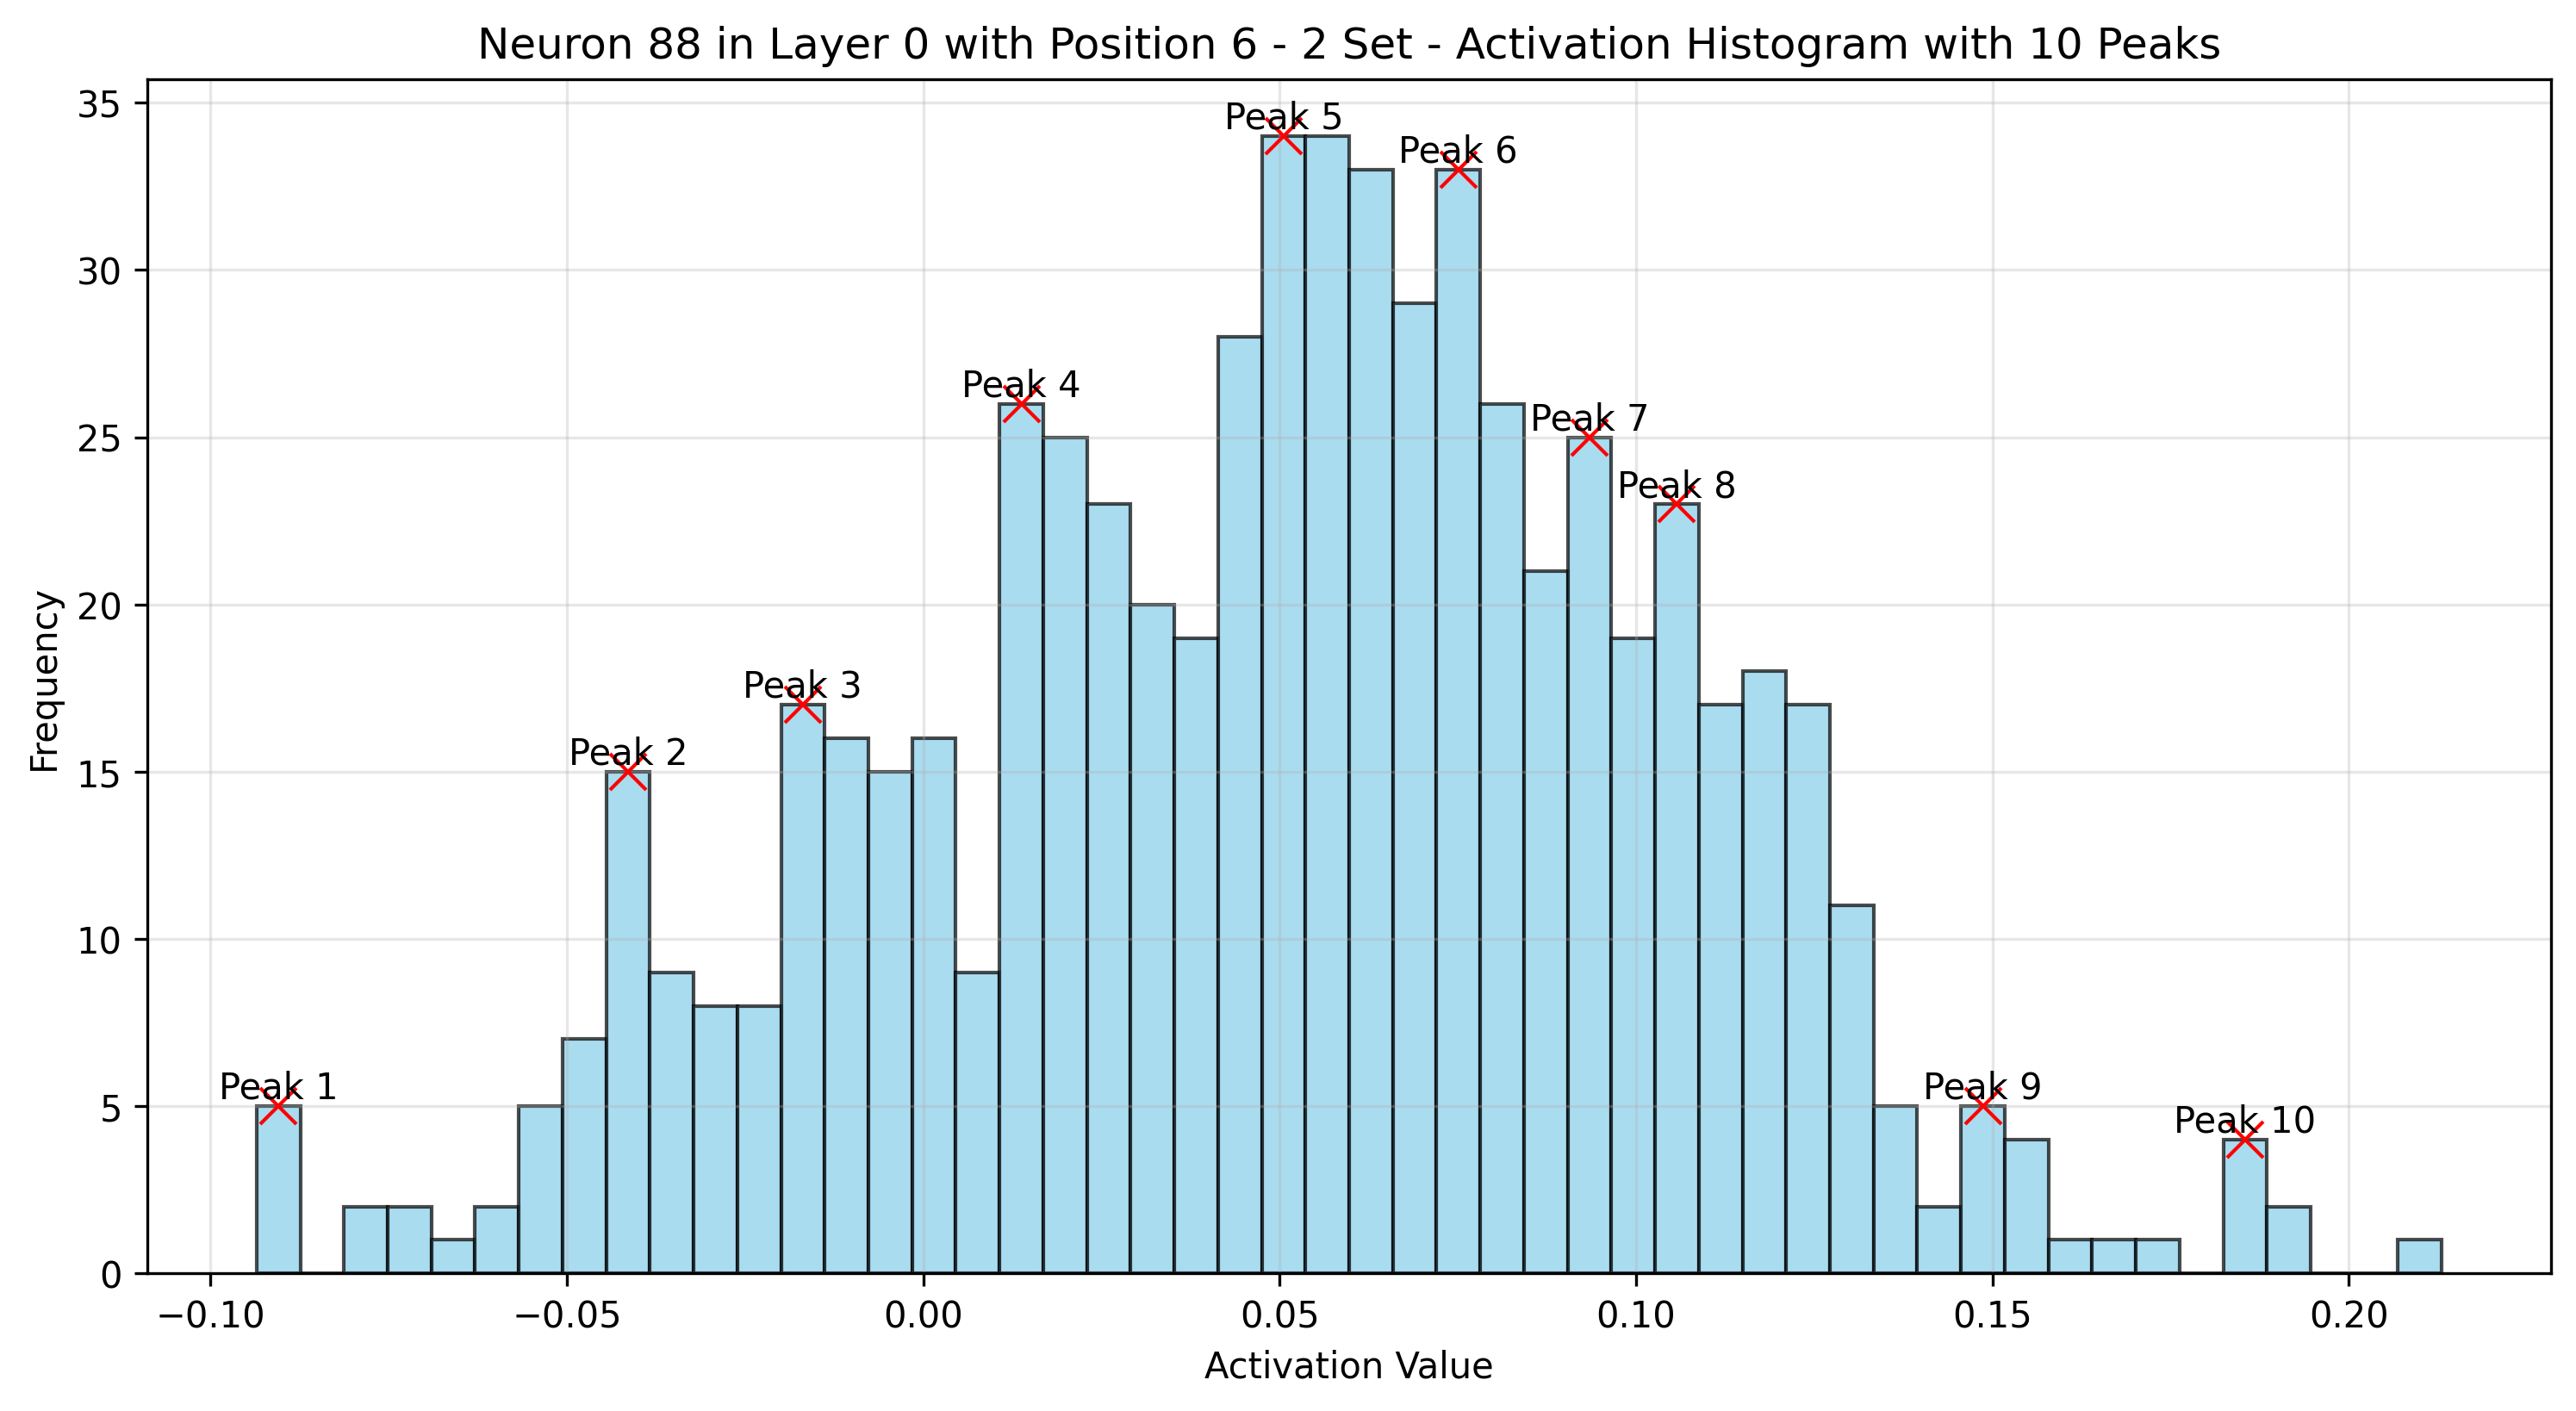 Neuron 88 in Layer 0 with Position 6 - 2 Set - Activation Histogram with 10 Peaks
35
30
25
20
15
10
5
0
Frequency
Peak 1
Peak 2
Peak 3
Peak 4
Peak 5
Peak 6
Peak 7
Peak 8
Peak 9
Peak 10
−0.10 −0.05 0.00 0.05 0.10 0.15 0.20
Activation Value